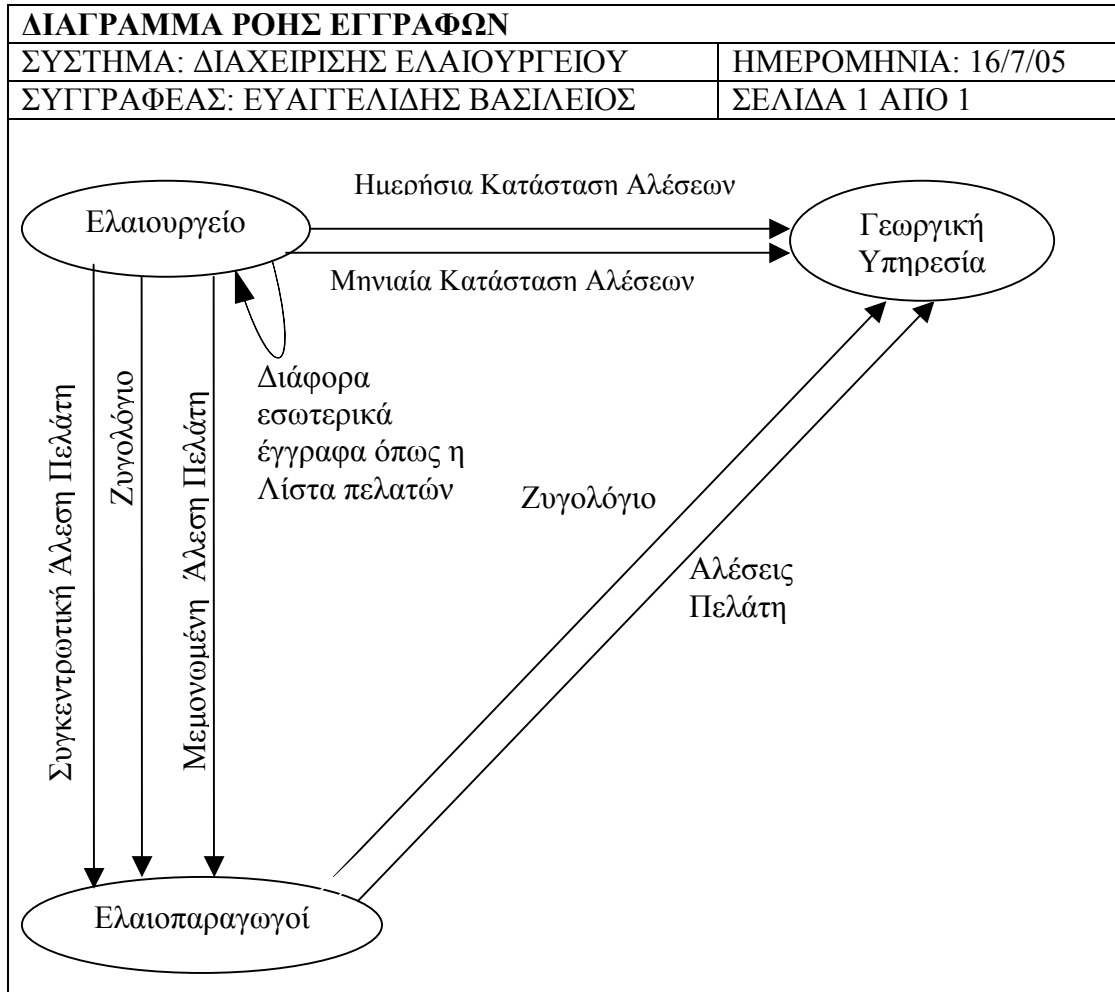 ΔΙΑΓΡΑΜΜΑ ΡΟΗΣ ΕΓΓΡΑΦΩΝ
ΣΥΣΤΗΜΑ: ΔΙΑΧΕΙΡΙΣΗΣ ΕΛΑΙΟΥΡΓΕΙΟΥ ΗΜΕΡΟΜΗΝΙΑ: 16/7/05
ΣΥΓΓΡΑΦΕΑΣ: ΕΥΑΓΓΕΛΙΔΗΣ ΒΑΣΙΛΕΙΟΣ ΣΕΛΙΔΑ 1 ΑΠΟ 1
Ημερήσια Κατάσταση Αλέσεων
Ελαιουργείο
Γεωργική
Υπηρεσία
Μηνιαία Κατάσταση Αλέσεων
Συγκεντρωτική Άλεση Πελάτη
Ζυγολόγιο
Μεμονωμένη Άλεση Πελάτη
Διάφορα
εσωτερικά
έγγραφα όπως η
Λίστα πελατών
Ζυγολόγιο
Αλέσεις
Πελάτη
Ελαιοπαραγωγοί